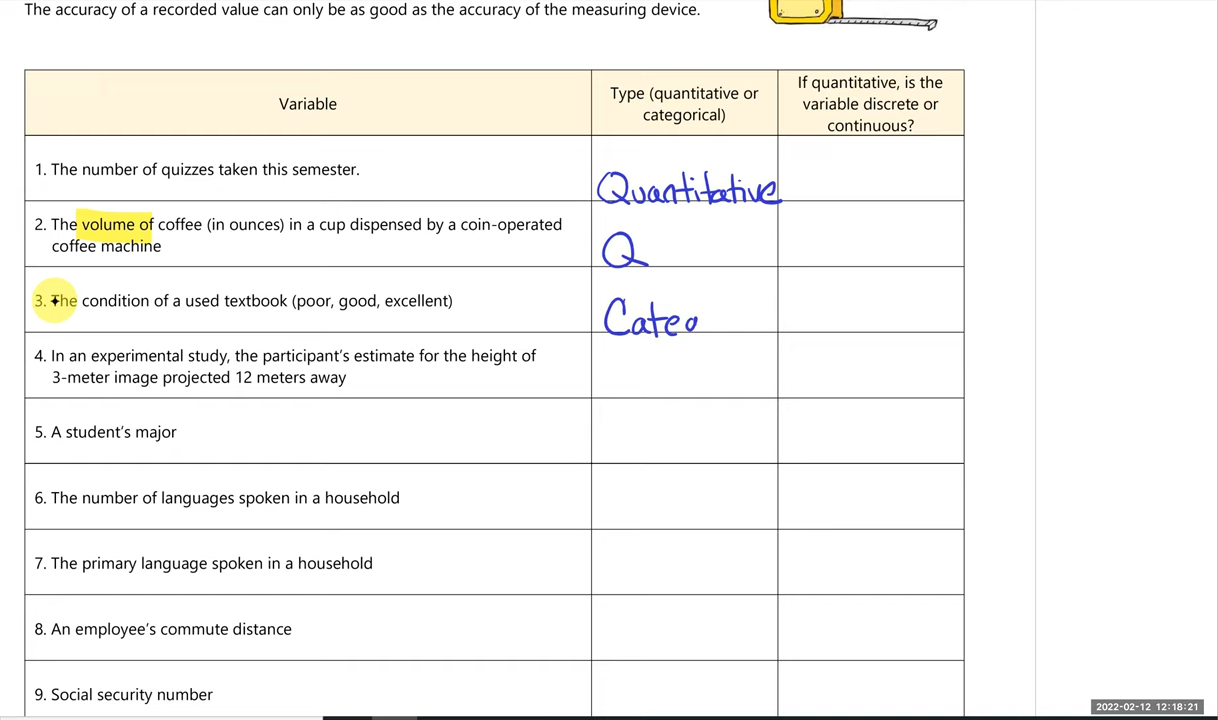 The accuracy of a recorded value can only be as good as the accuracy of the measuring device.
Variable
Type (quantitative or
categorical)
If quantitative, is the
variable discrete or
continuous?
1. The number of quizzes taken this semester.
Quantitative
2. The volume of coffee (in ounces) in a cup dispensed by a coin-operated
coffee machine
Q
3. The condition of a used textbook (poor, good, excellent)
Cateo
4. In an experimental study, the participant's estimate for the height of
3-meter image projected 12 meters away
5. A student's major
6. The number of languages spoken in a household
7. The primary language spoken in a household
8. An employee's commute distance
9. Social security number
2022-02-12 12:18:21